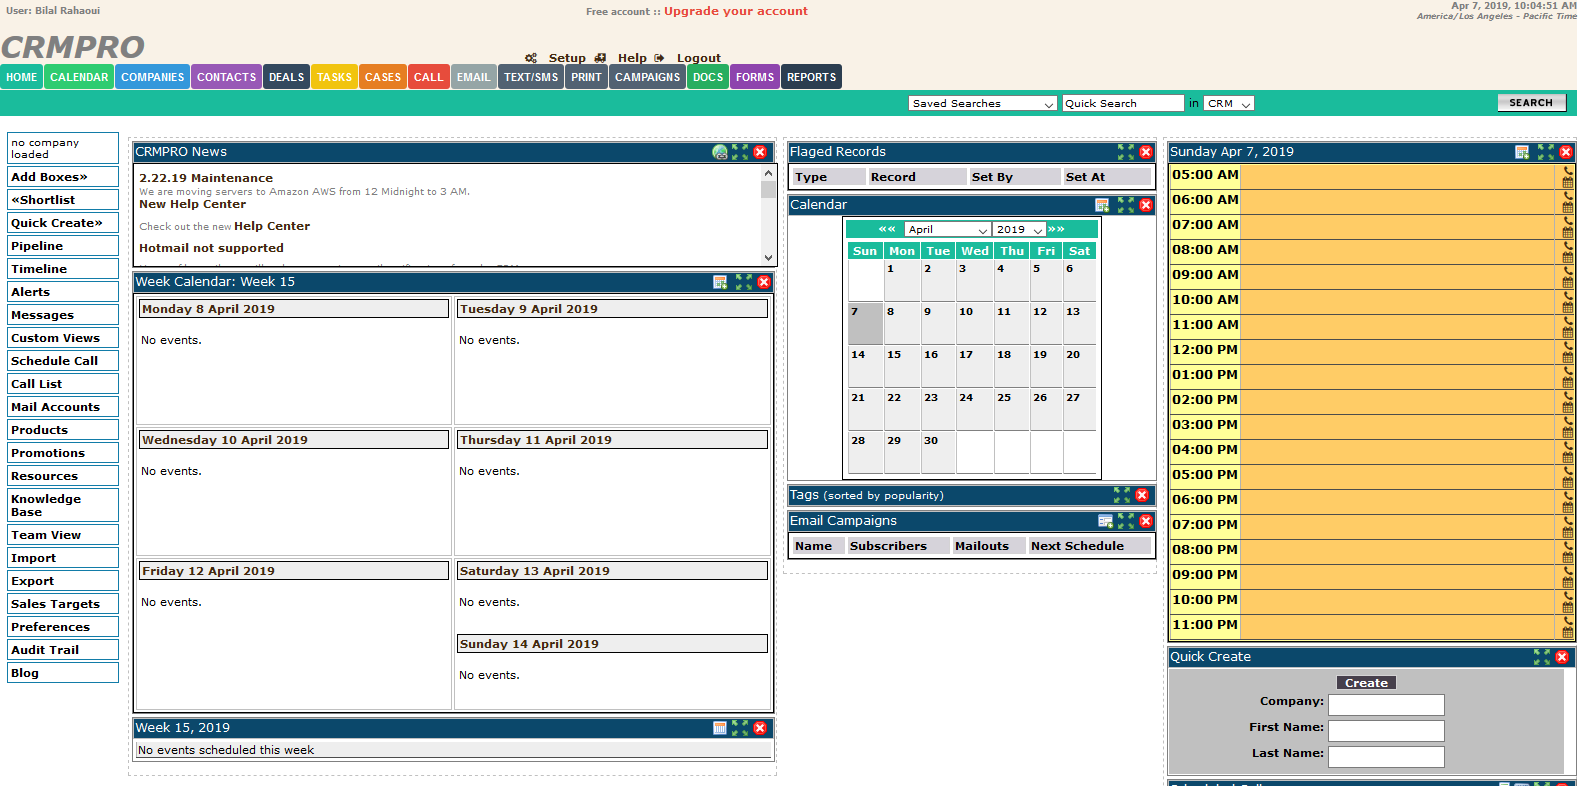 User: Bilal Rahaoui
Free account :: Upgrade your account
Apr 7, 2019, 10:04:51 AM
America/Los Angeles - Pacific Time
CRMPRO
Setup Help Logout
HOME CALENDAR COMPANIES CONTACTS DEALS TASKS CASES CALL EMAIL TEXT/SMS PRINT CAMPAIGNS DOCS FORMS REPORTS
Saved Searches Quick Search in CRM SEARCH
no company
loaded
Add Boxes»
«Shortlist
Quick Create»
Pipeline
Timeline
Alerts
Messages
Custom Views
Schedule Call
Call List
Mail Accounts
Products
Promotions
Resources
Knowledge
Base
Team View
Import
Export
Sales Targets
Preferences
Audit Trail
Blog
CRMPRO News
2.22.19 Maintenance
We are moving servers to Amazon AWS from 12 Midnight to 3 AM.
New Help Center
Check out the new Help Center
Hotmail not supported
Week Calendar: Week 15
Monday 8 April 2019
No events.
Tuesday 9 April 2019
No events.
Wednesday 10 April 2019
No events.
Thursday 11 April 2019
No events.
Friday 12 April 2019
No events.
Saturday 13 April 2019
No events.
Sunday 14 April 2019
No events.
Week 15, 2019
No events scheduled this week
Flaged Records
Type Record Set By Set At
Calendar
«« April 2019 »»
Sun Mon Tue Wed Thu Fri Sat
1 2 3 4 5 6
7 8 9 10 11 12 13
14 15 16 17 18 19 20
21 22 23 24 25 26 27
28 29 30
Tags (sorted by popularity)
Email Campaigns
Name Subscribers Mailouts Next Schedule
Sunday Apr 7, 2019
05:00 AM
06:00 AM
07:00 AM
08:00 AM
09:00 AM
10:00 AM
11:00 AM
12:00 PM
01:00 PM
02:00 PM
03:00 PM
04:00 PM
05:00 PM
06:00 PM
07:00 PM
08:00 PM
09:00 PM
10:00 PM
11:00 PM
Quick Create
Create
Company:
First Name:
Last Name: